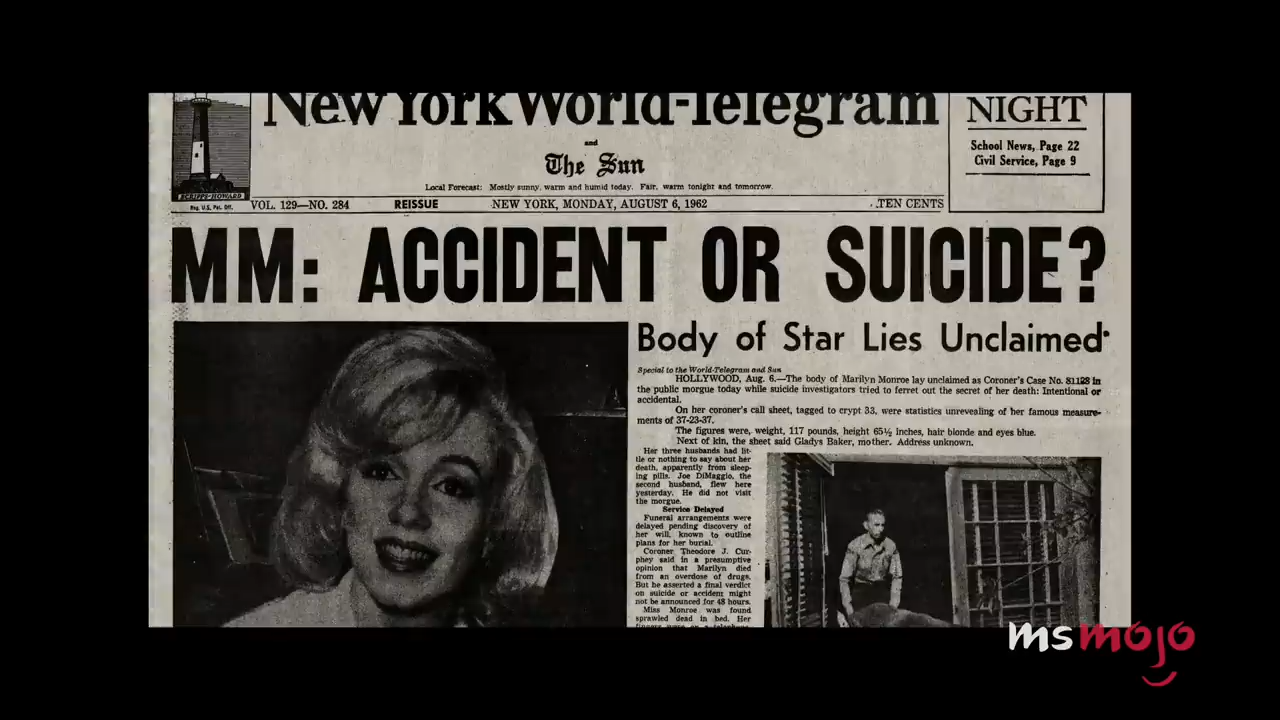 New York World-Telegram
and
The Sun
Local Forecast: Mostly sunny, warm and humid today. Fair, warm tonight and tomorrow.
NIGHT
School News, Page 22
Civil Service, Page 9
SCRIPPS-HOWARD
Reg. U.S. Pat. Off.
VOL. 129—NO. 284 REISSUE NEW YORK, MONDAY, AUGUST 6, 1962 TEN CENTS
MM: ACCIDENT OR SUICIDE?
Body of Star Lies Unclaimed
Special to the World-Telegram and Sun
HOLLYWOOD, Aug. 6.—The body of Marilyn Monroe lay unclaimed as Coroner's Case No. 81128 in
the public morgue today while suicide investigators tried to ferret out the secret of her death: Intentional or
accidental.
On her coroner's call sheet, tagged to crypt 33, were statistics unrevealing of her famous measure-
ments of 37-23-37.
The figures were, weight, 117 pounds, height 65½ inches, hair blonde and eyes blue.
Next of kin, the sheet said Gladys Baker, mother. Address unknown.
Her three husbands had lit-
tle or nothing to say about her
death, apparently from sleep-
ing pills. Joe DiMaggio, the
second husband, flew here
yesterday. He did not visit
the morgue.
Service Delayed
Funeral arrangements were
delayed pending discovery of
her will, known to outline
plans for her burial.
Coroner Theodore J. Cur-
phey said in a presumptive
opinion that Marilyn died
from an overdose of drugs.
But he asserted a final verdict
on suicide or accident might
not be announced for 48 hours.
Miss Monroe was found
sprawled dead in bed. Her
msmojo